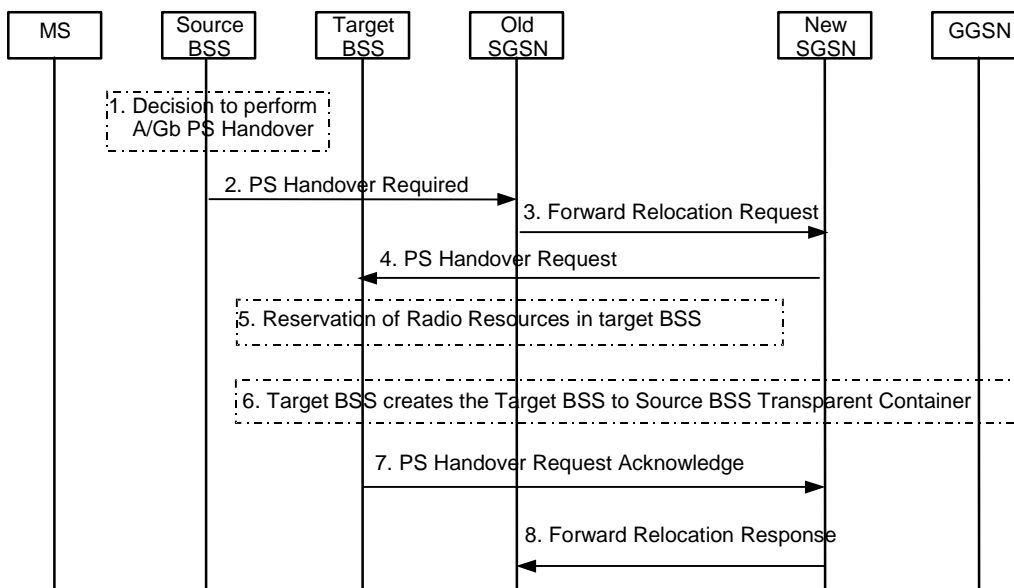 MS
Source
BSS
Target
BSS
Old
SGSN
New
SGSN
GGSN
1. Decision to perform
A/Gb PS Handover
2. PS Handover Required
3. Forward Relocation Request
4. PS Handover Request
5. Reservation of Radio Resources in target BSS
6. Target BSS creates the Target BSS to Source BSS Transparent Container
7. PS Handover Request Acknowledge
8. Forward Relocation Response